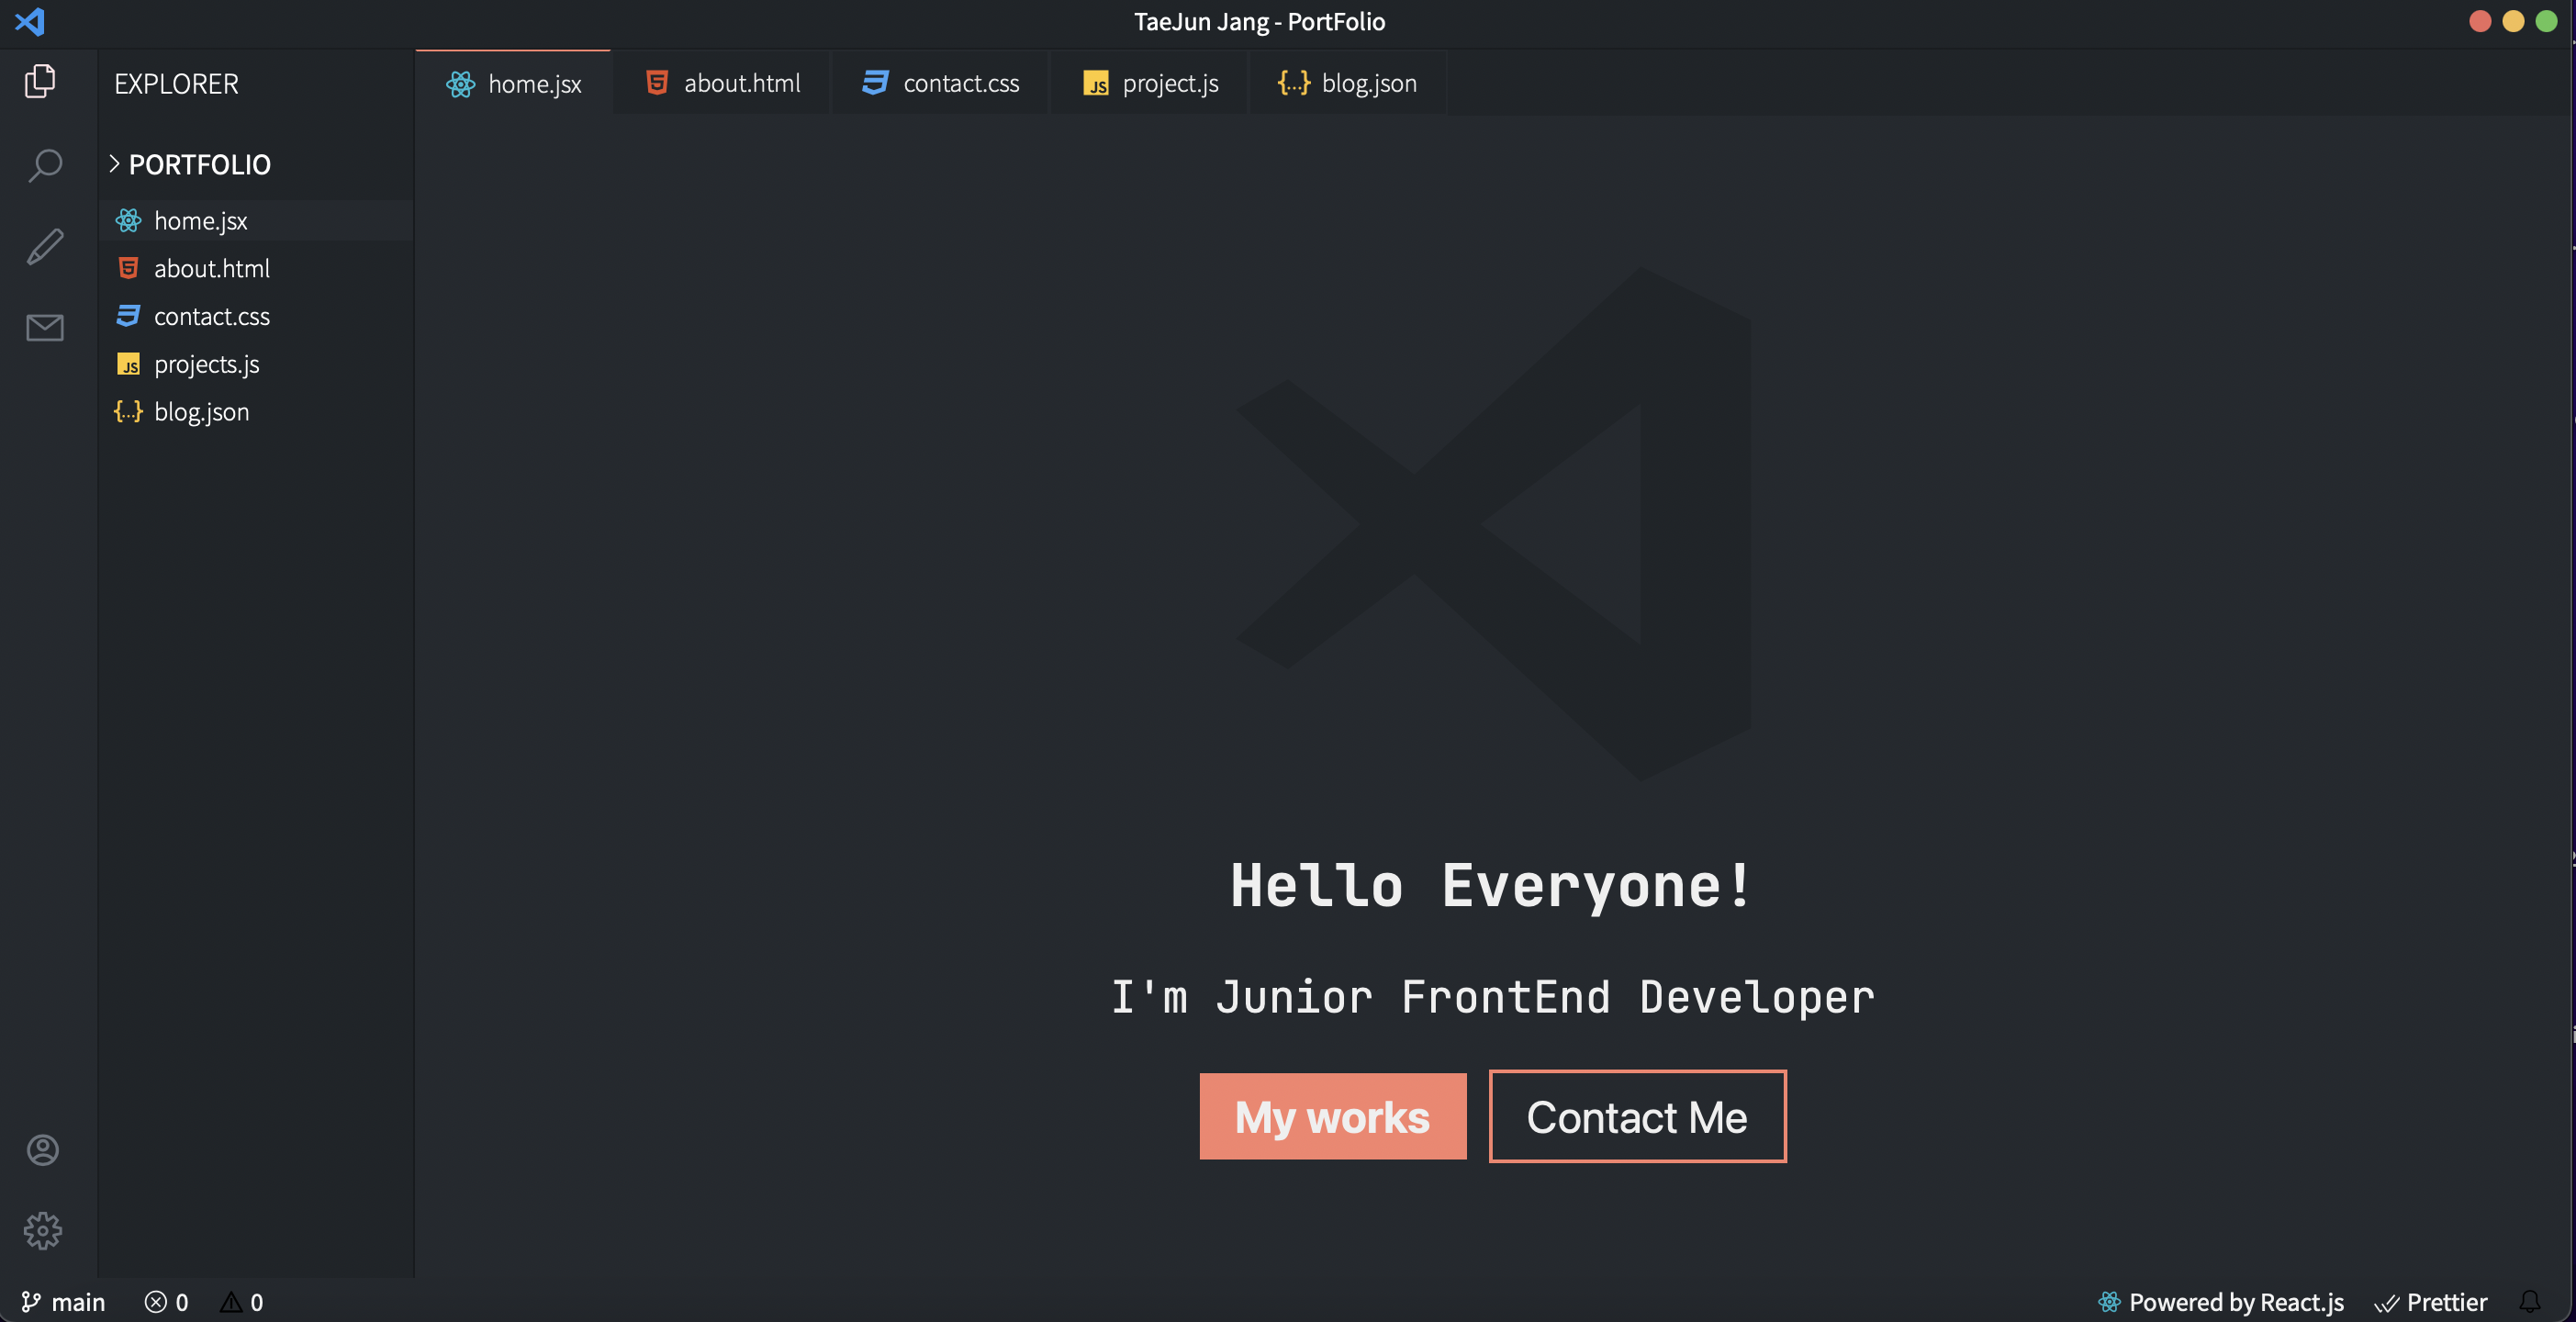 TaeJun Jang - PortFolio
EXPLORER
home.jsx
about.html
contact.css
JS project.js
{...} blog.json
PORTFOLIO
home.jsx
about.html
contact.css
JS projects.js
{...} blog.json
Hello Everyone!
I'm Junior FrontEnd Developer
My works
Contact Me
main
0
0
Powered by React.js
Prettier